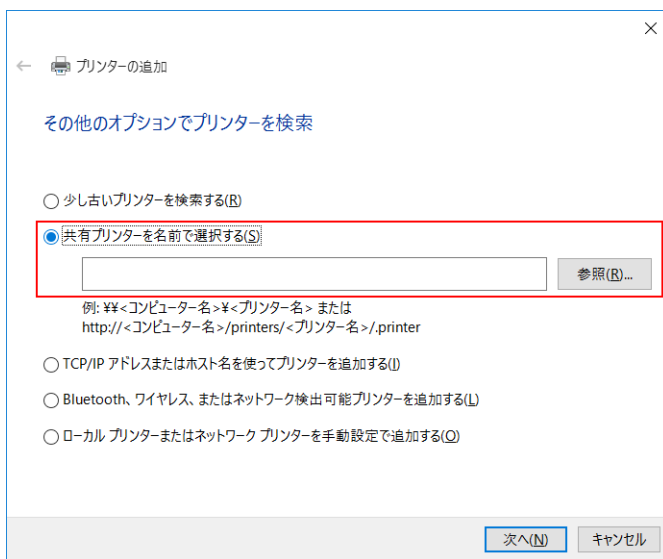 プリンターの追加
その他のオプションでプリンターを検索
少し古いプリンターを検索する(R)
共有プリンターを名前で選択する(S)
参照(R)...
例: ¥¥<コンピューター名>¥<プリンター名> または
http://<コンピューター名>/printers/<プリンター名>/.printer
TCP/IP アドレスまたはホスト名を使ってプリンターを追加する(I)
Bluetooth、ワイヤレス、またはネットワーク検出可能プリンターを追加する(L)
ローカル プリンターまたはネットワーク プリンターを手動設定で追加する(O)
次へ(N) キャンセル